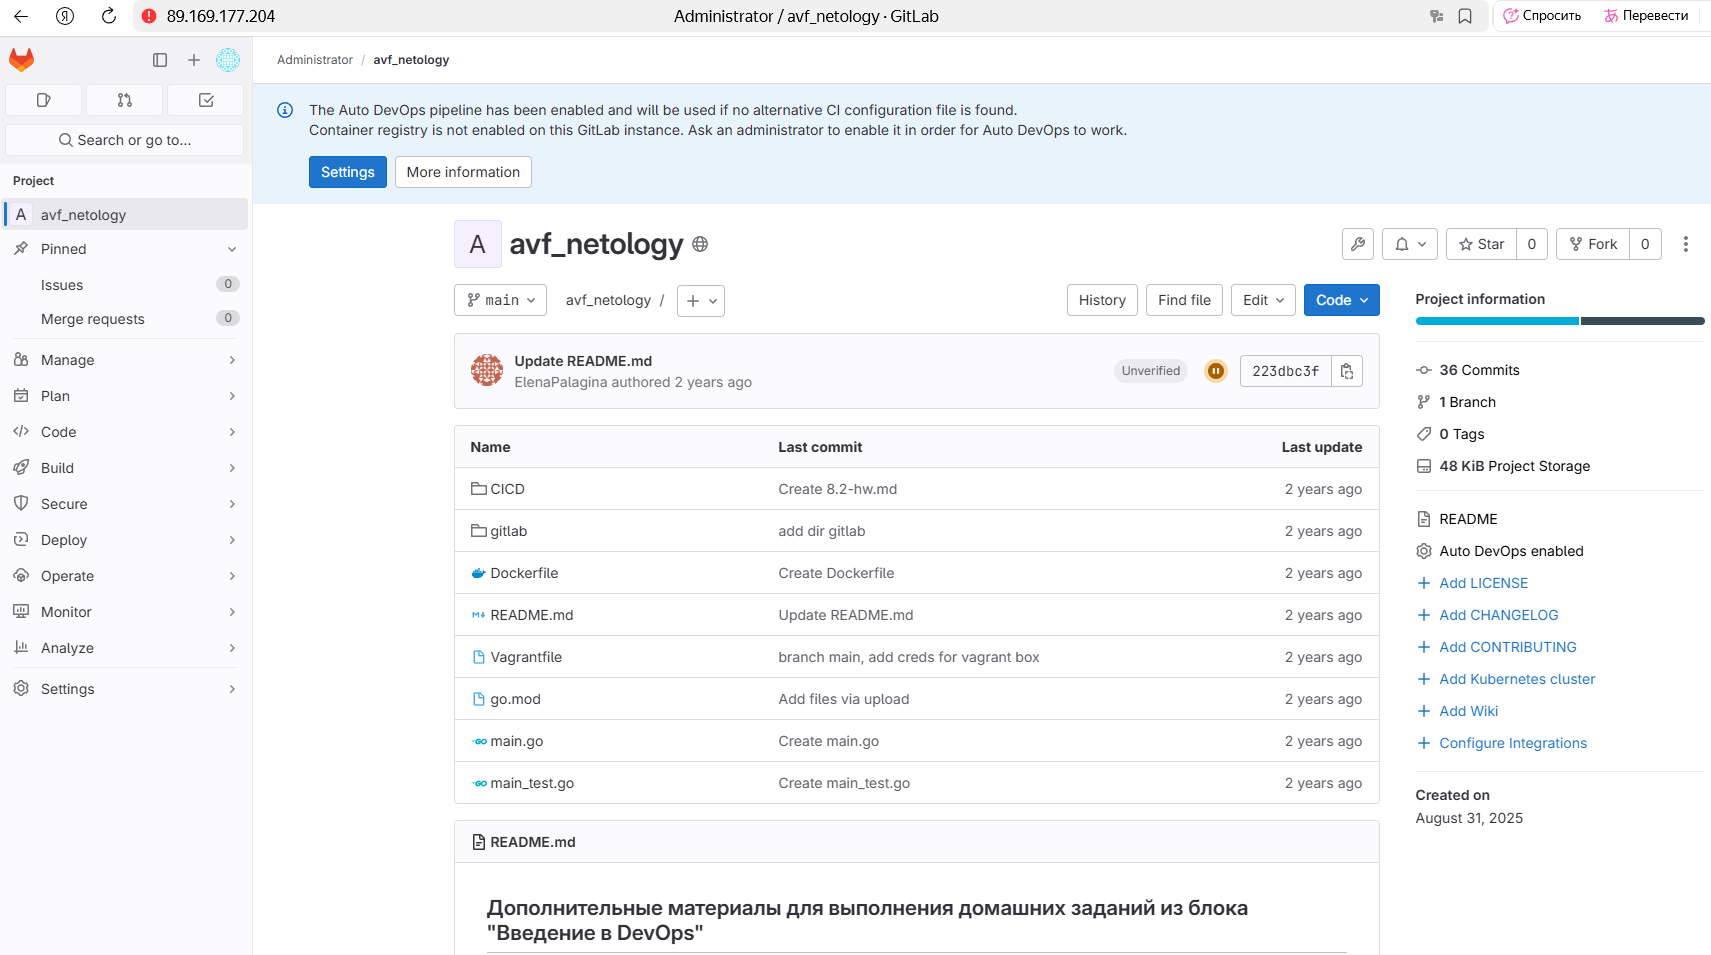 89.169.177.204
Administrator / avf_netology · GitLab
Спросить
Перевести
Administrator / avf_netology
The Auto DevOps pipeline has been enabled and will be used if no alternative CI configuration file is found.
Container registry is not enabled on this GitLab instance. Ask an administrator to enable it in order for Auto DevOps to work.
Settings
More information
Search or go to...
Project
A avf_netology
Pinned
Issues 0
Merge requests 0
Manage
Plan
Code
Build
Secure
Deploy
Operate
Monitor
Analyze
Settings
A avf_netology
Star 0
Fork 0
main
avf_netology /
History
Find file
Edit
Code
Update README.md
ElenaPalagina authored 2 years ago
Unverified
223dbc3f
Name Last commit Last update
CICD Create 8.2-hw.md 2 years ago
gitlab add dir gitlab 2 years ago
Dockerfile Create Dockerfile 2 years ago
README.md Update README.md 2 years ago
Vagrantfile branch main, add creds for vagrant box 2 years ago
go.mod Add files via upload 2 years ago
main.go Create main.go 2 years ago
main_test.go Create main_test.go 2 years ago
README.md
Дополнительные материалы для выполнения домашних заданий из блока
"Введение в DevOps"
Project information
36 Commits
1 Branch
0 Tags
48 KiB Project Storage
README
Auto DevOps enabled
Add LICENSE
Add CHANGELOG
Add CONTRIBUTING
Add Kubernetes cluster
Add Wiki
Configure Integrations
Created on
August 31, 2025